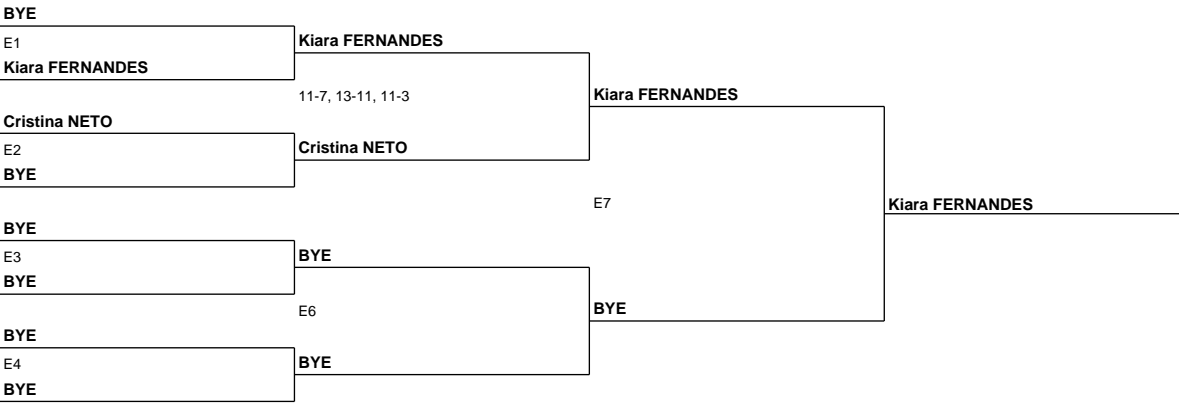 BYE
E1
Kiara FERNANDES
Kiara FERNANDES
11-7, 13-11, 11-3
Kiara FERNANDES
Cristina NETO
E2
Cristina NETO
BYE
E7
Kiara FERNANDES
BYE
E3
BYE
BYE
E6
BYE
BYE
E4
BYE
BYE